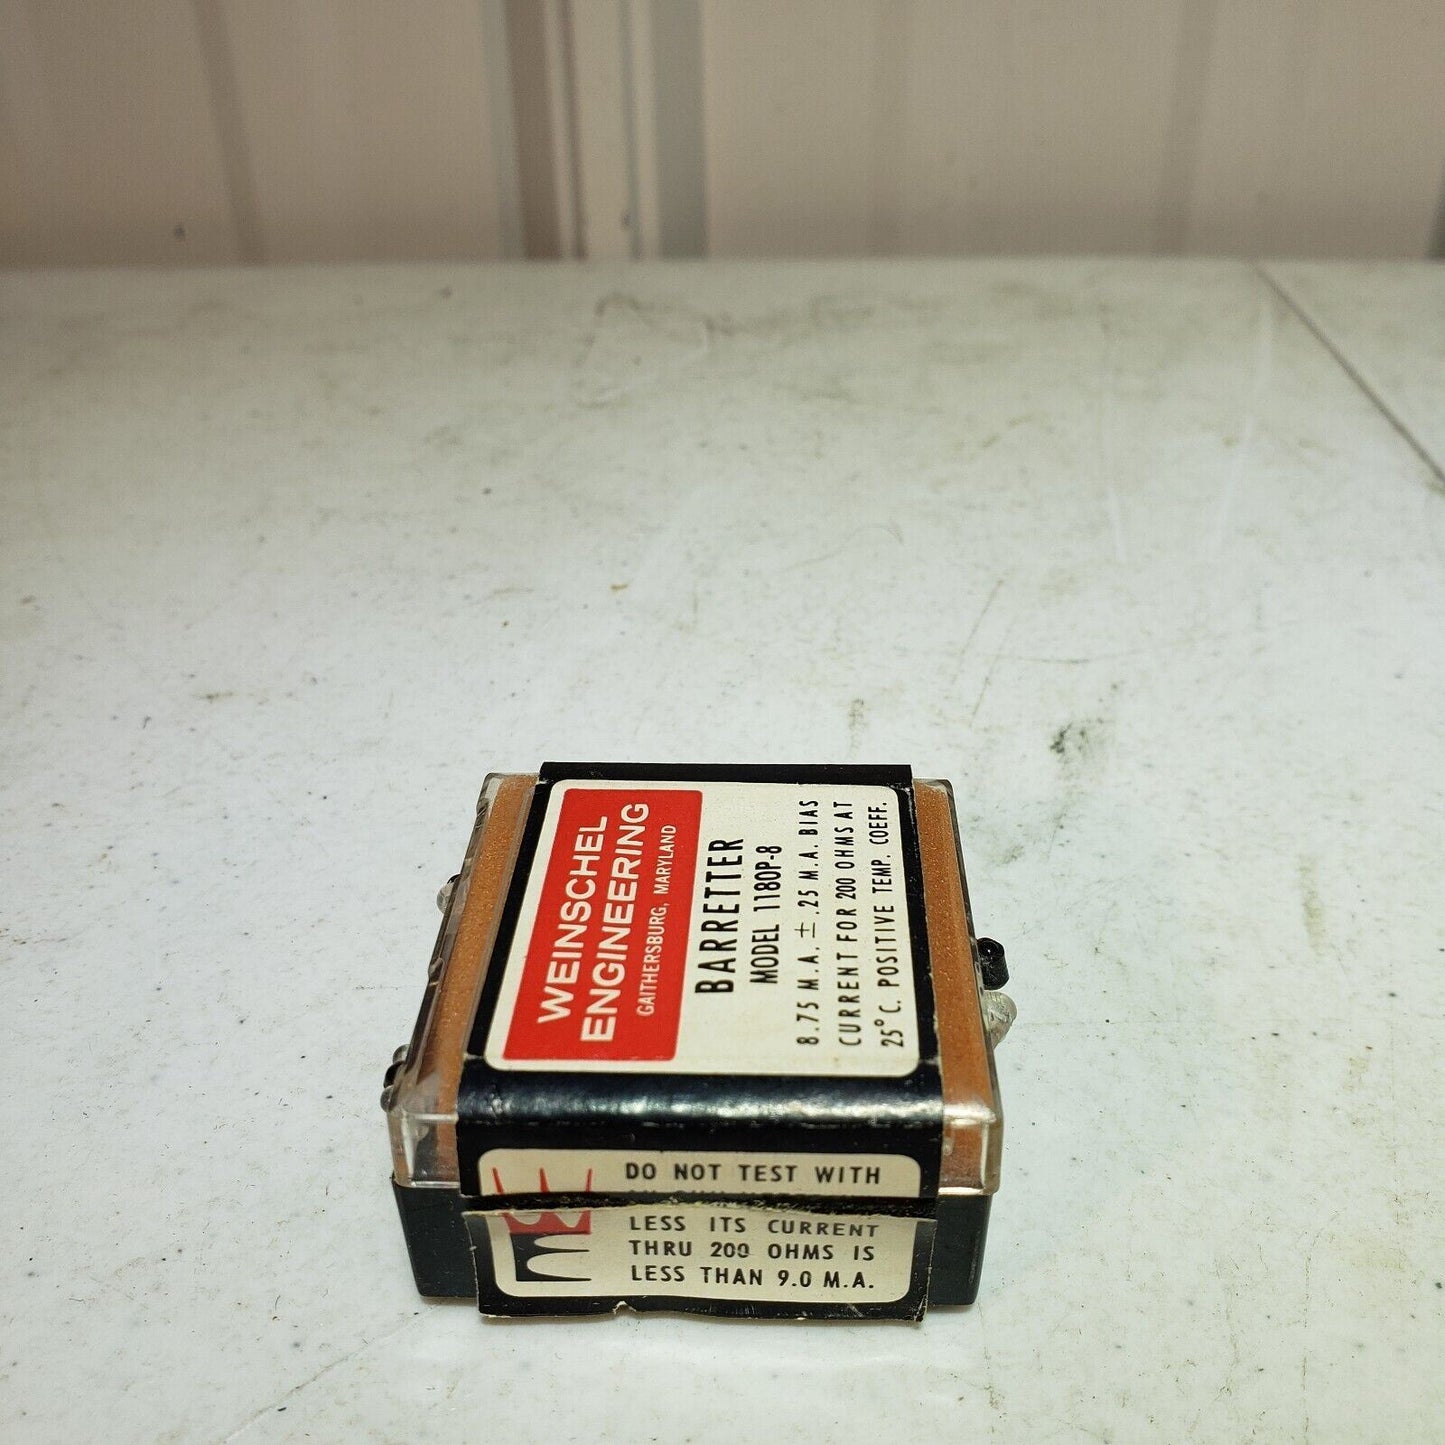 WEINSCHEL
ENGINEERING
GAITHERSBURG, MARYLAND
BARRETTER
MODEL 1180P-8
8.75 M.A. ± .25 M.A. BIAS
CURRENT FOR 200 OHMS AT
25°C. POSITIVE TEMP. COEFF.
DO NOT TEST WITH
LESS ITS CURRENT
THRU 200 OHMS IS
LESS THAN 9.0 M.A.